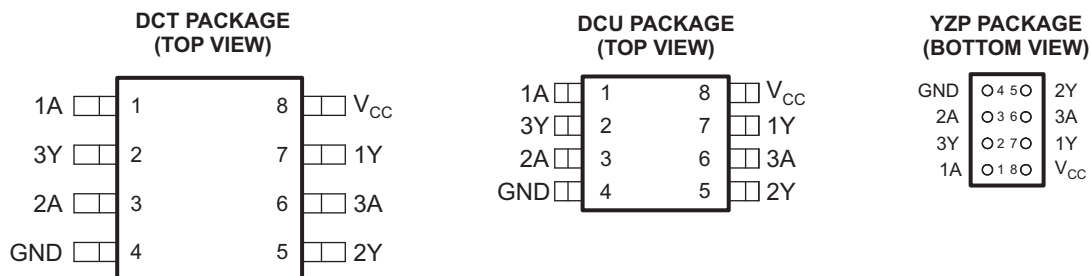 DCT PACKAGE
(TOP VIEW)
1A 1 8 VCC
3Y 2 7 1Y
2A 3 6 3A
GND 4 5 2Y
DCU PACKAGE
(TOP VIEW)
1A 1 8 VCC
3Y 2 7 1Y
2A 3 6 3A
GND 4 5 2Y
YZP PACKAGE
(BOTTOM VIEW)
GND 4 5 2Y
2A 3 6 3A
3Y 2 7 1Y
1A 1 8 VCC